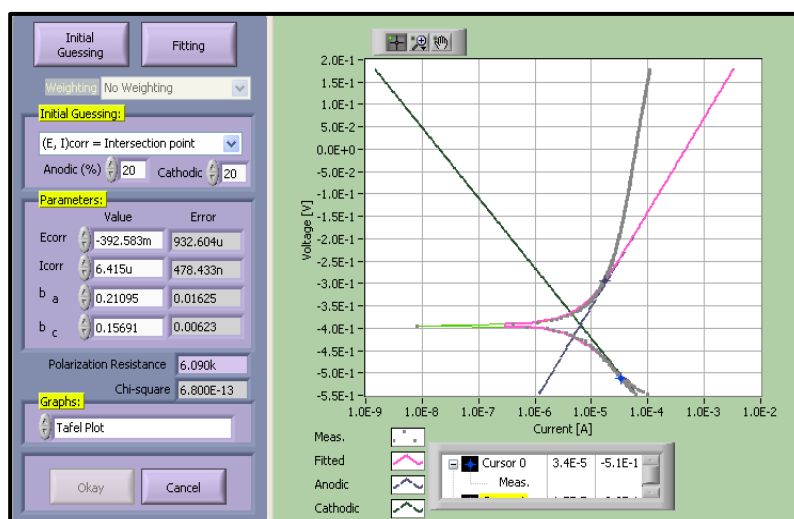 Initial
Guessing
Fitting
Weighting No Weighting
Initial Guessing:
(E, I)corr = Intersection point
Anodic (%) 20 Cathodic 20
Parameters:
Value Error
Ecorr -392.583m 932.604u
Icorr 6.415u 478.433n
b a 0.21095 0.01625
b c 0.15691 0.00623
Polarization Resistance 6.090k
Chi-square 6.800E-13
Graphs:
Tafel Plot
Okay Cancel
Voltage [V]
2.0E-1
1.5E-1
1.0E-1
5.0E-2
0.0E+0
-5.0E-2
-1.0E-1
-1.5E-1
-2.0E-1
-2.5E-1
-3.0E-1
-3.5E-1
-4.0E-1
-4.5E-1
-5.0E-1
-5.5E-1
1.0E-9 1.0E-8 1.0E-7 1.0E-6 1.0E-5 1.0E-4 1.0E-3 1.0E-2
Current [A]
Meas.
Fitted
Anodic
Cathodic
Cursor 0 3.4E-5 -5.1E-1
Meas.